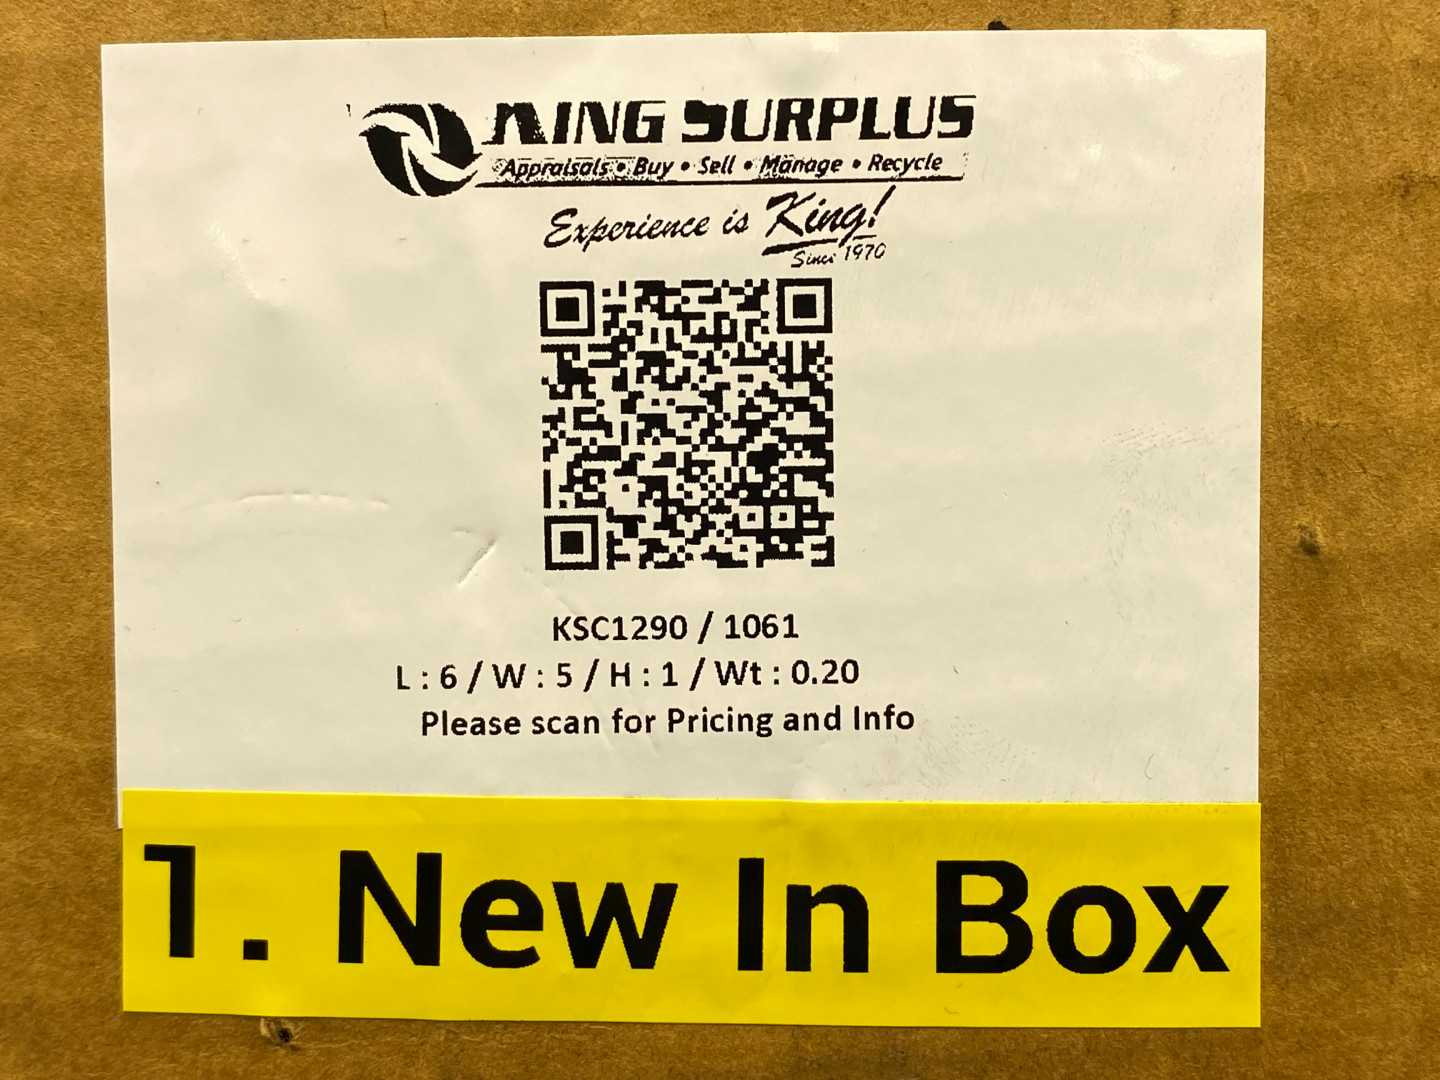 KING SURPLUS
Appraisals • Buy • Sell • Manage • Recycle
Experience is King!
Since 1970
KSC1290 / 1061
L : 6 / W : 5 / H : 1 / Wt : 0.20
Please scan for Pricing and Info
1. New In Box